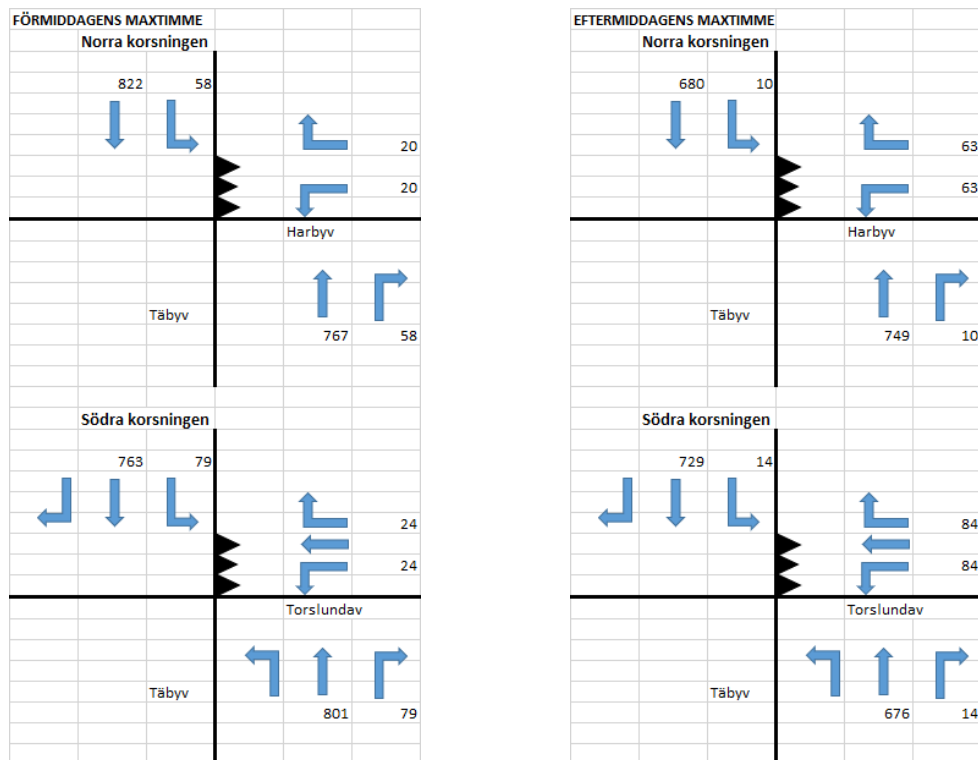 FÖRMIDDAGENS MAXTIMME
Norra korsningen
822 58
20
20
Harbyv
Täbyv
767 58
Södra korsningen
763 79
24
24
Torslundav
Täbyv
801 79
EFTERMIDDAGENS MAXTIMME
Norra korsningen
680 10
63
63
Harbyv
Täbyv
749 10
Södra korsningen
729 14
84
84
Torslundav
Täbyv
676 14